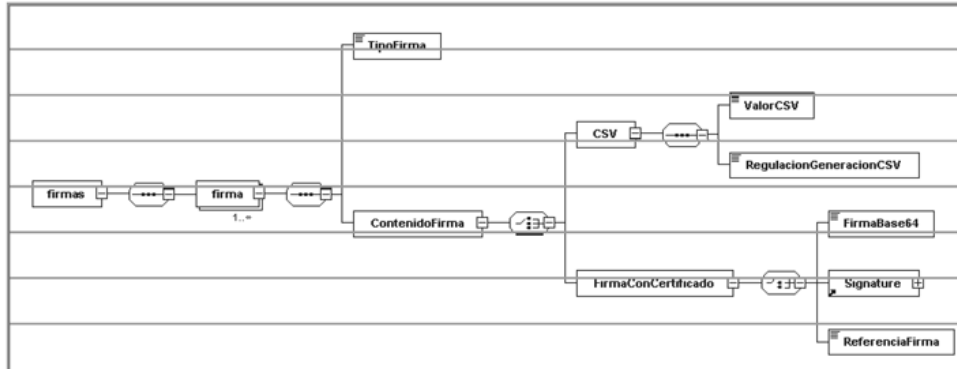 TipoFirma
ValorCSV
CSV
RegulacionGeneracionCSV
firmas
firma
1..∞
ContenidoFirma
FirmaBase64
FirmaConCertificado
Signature
ReferenciaFirma